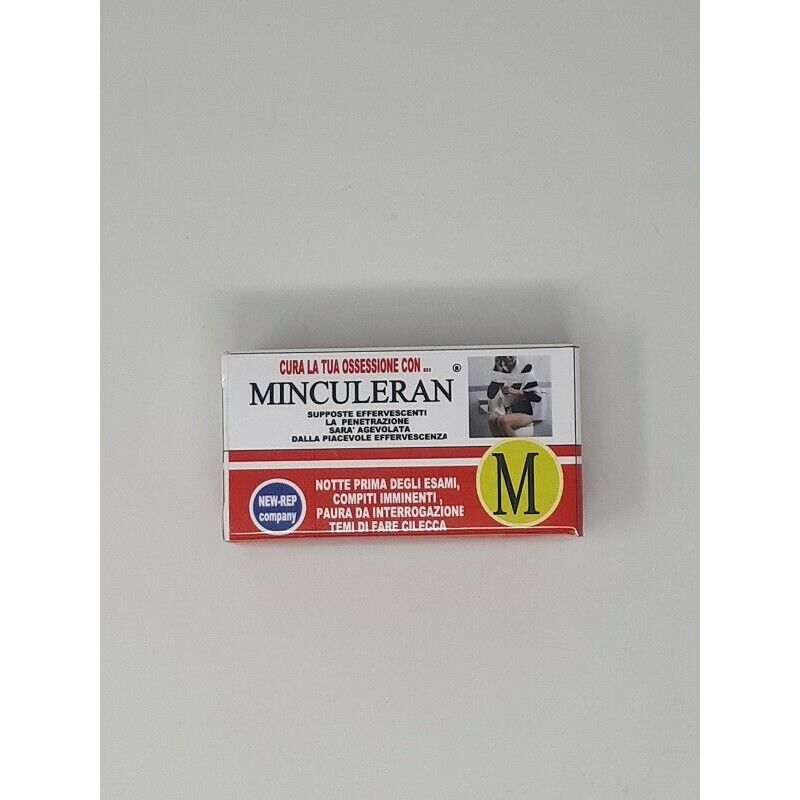 CURA LA TUA OSSESSIONE CON ...
MINCULERAN ®
SUPPOSTE EFFERVESCENTI
LA PENETRAZIONE
SARA' AGEVOLATA
DALLA PIACEVOLE EFFERVESCENZA
NEW-REP
company
NOTTE PRIMA DEGLI ESAMI,
COMPITI IMMINENTI ,
PAURA DA INTERROGAZIONE
TEMI DI FARE CILECCA
M